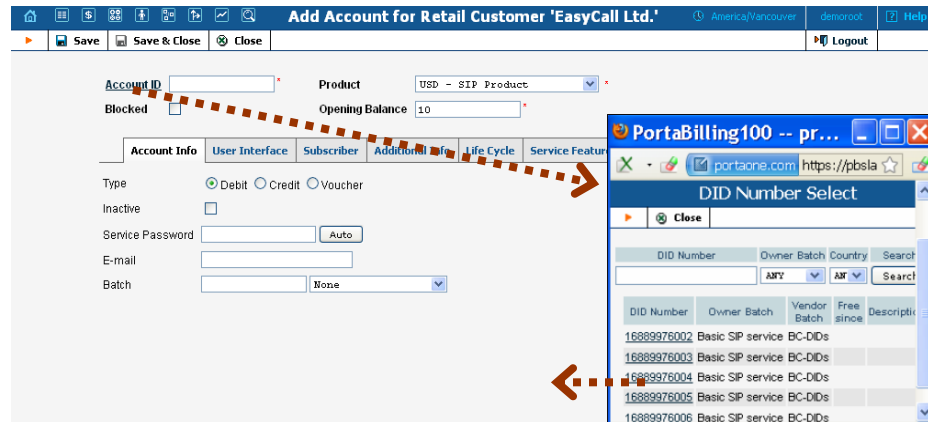 Add Account for Retail Customer 'EasyCall Ltd.' America/Vancouver demoroot Help
Save Save & Close Close Logout
Account ID * Product USD - SIP Product *
Blocked Opening Balance 10 *
Account Info User Interface Subscriber Additional Info Life Cycle Service Featur
Type Debit Credit Voucher
Inactive
Service Password Auto
E-mail
Batch None
PortaBilling100 -- pr...
portaone.com https://pbsla
DID Number Select
Close
DID Number Owner Batch Country Search
ANY Search
DID Number Owner Batch Vendor Batch Free since Descriptio
16889976002 Basic SIP service BC-DIDs
16889976003 Basic SIP service BC-DIDs
16889976004 Basic SIP service BC-DIDs
16889976005 Basic SIP service BC-DIDs
16889976006 Basic SIP service BC-DIDs